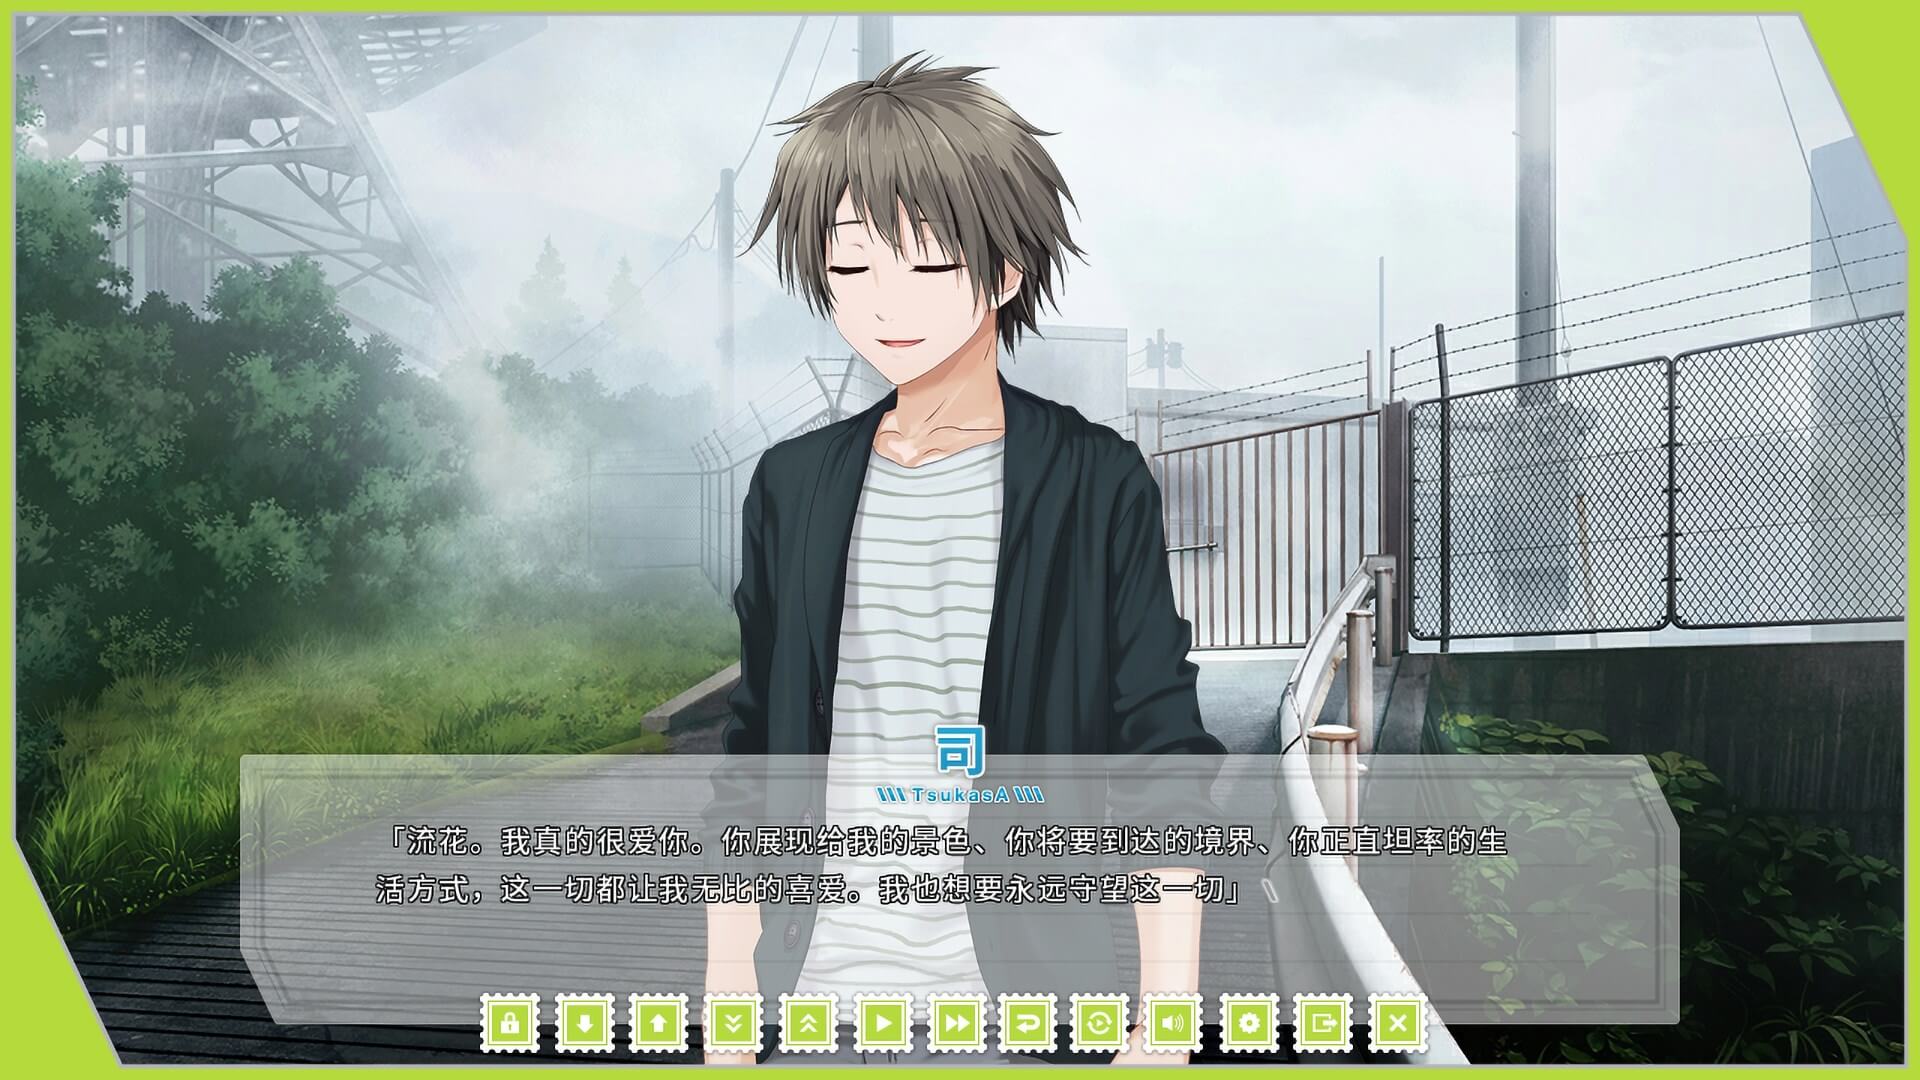 司
TsukasA
「流花。我真的很爱你。你展现给我的景色、你将要到达的境界、你正直坦率的生
活方式，这一切都让我无比的喜爱。我也想要永远守望这一切」